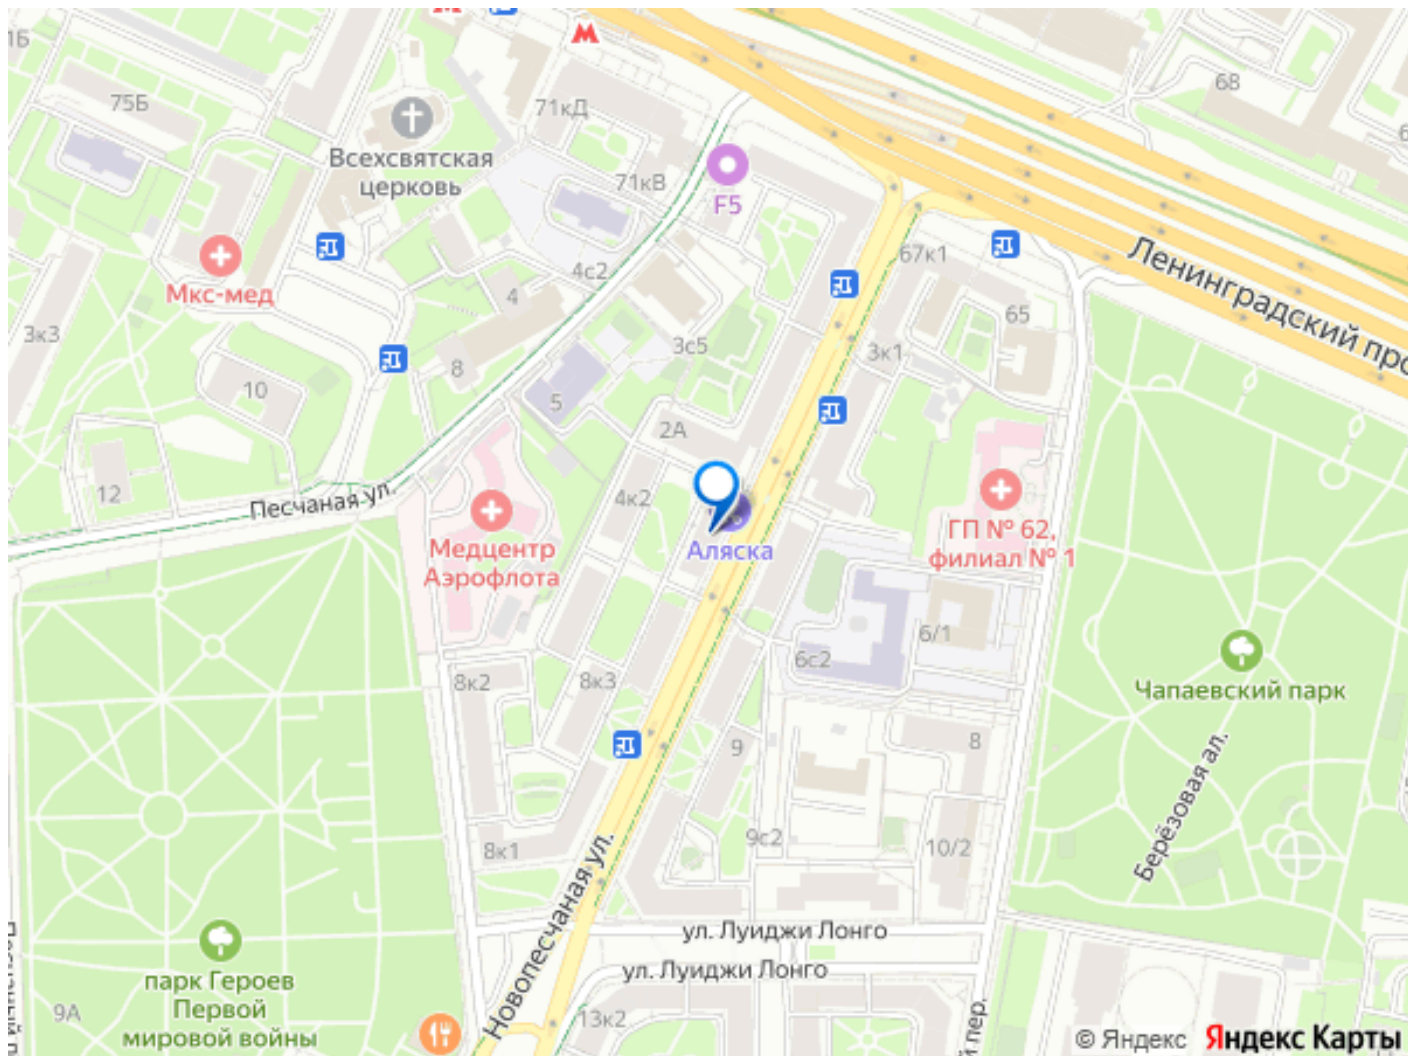 1Б
75Б
71кД
68
Всехсвятская
церковь
71кВ
F5
67к1
Ленинградский про
Мкс-мед
4с2
4
65
3к3
3с5
3к1
8
10
5
2А
12
Песчаная ул.
4к2
Медцентр
Аэрофлота
Аляска
ГП № 62,
филиал № 1
6/1
6с2
8к2
8к3
Чапаевский парк
9
8
Берёзовая ал.
9с2
10/2
8к1
Новопесчаная ул.
ул. Луиджи Лонго
ул. Луиджи Лонго
парк Героев
Первой
мировой войны
9А
13к2
й пер.
© Яндекс Яндекс Карты